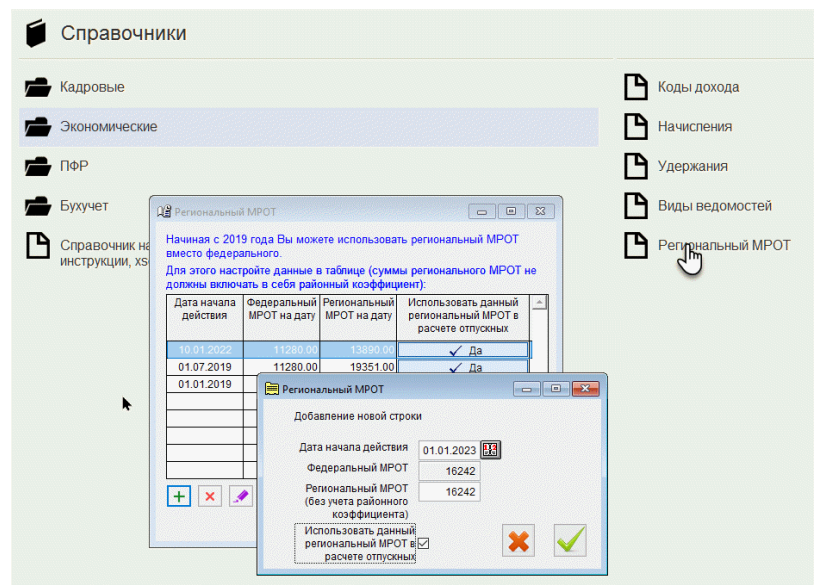 Справочники
Кадровые
Экономические
ПФР
Бухучет
Справочник на
инструкции, xs
Коды дохода
Начисления
Удержания
Виды ведомостей
Региональный МРОТ
Региональный МРОТ
Начиная с 2019 года Вы можете использовать региональный МРОТ
вместо федерального.
Для этого настройте данные в таблице (суммы регионального МРОТ не
должны включать в себя районный коэффициент):
Дата начала действия Федеральный МРОТ на дату Региональный МРОТ на дату Использовать данный региональный МРОТ в расчете отпускных
10.01.2022 11280.00 13890.00 Да
01.07.2019 11280.00 19351.00 Да
01.01.2019
Региональный МРОТ
Добавление новой строки
Дата начала действия 01.01.2023
Федеральный МРОТ 16242
Региональный МРОТ 16242
(без учета районного
коэффициента)
Использовать данный
региональный МРОТ в
расчете отпускных